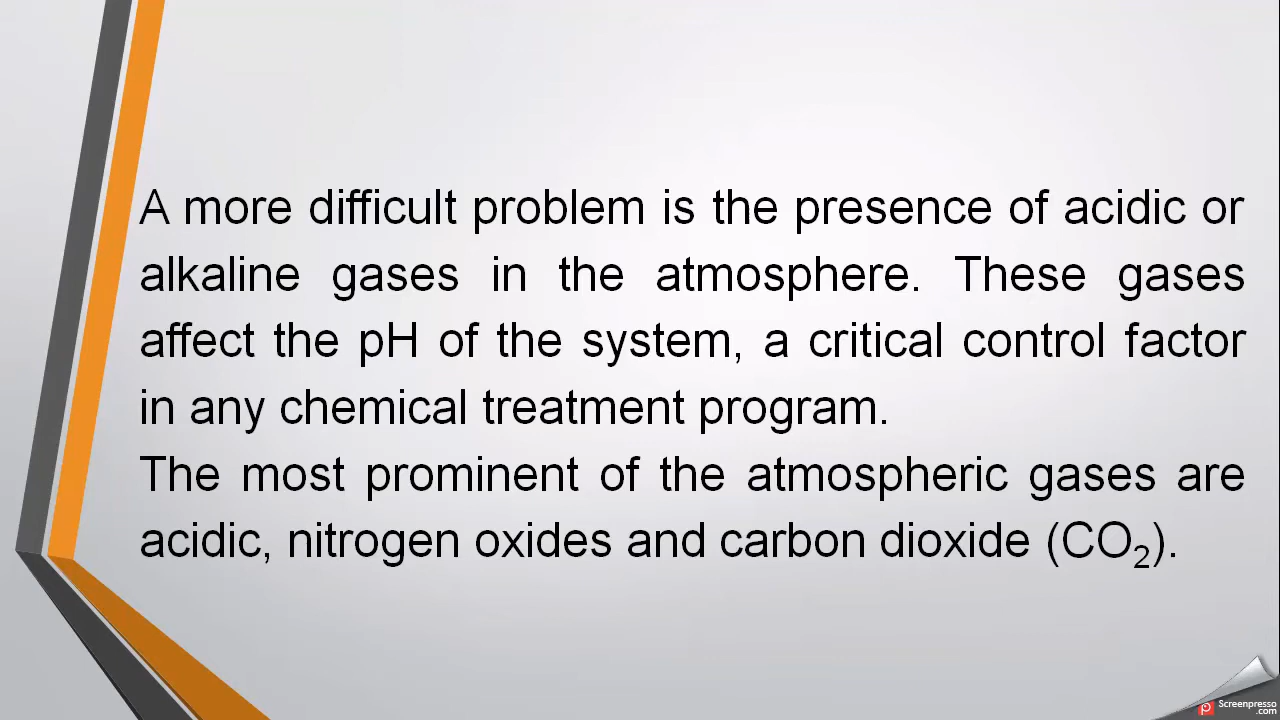 A more difficult problem is the presence of acidic or
alkaline gases in the atmosphere. These gases
affect the pH of the system, a critical control factor
in any chemical treatment program.
The most prominent of the atmospheric gases are
acidic, nitrogen oxides and carbon dioxide (CO₂).
Screenpresso
.com